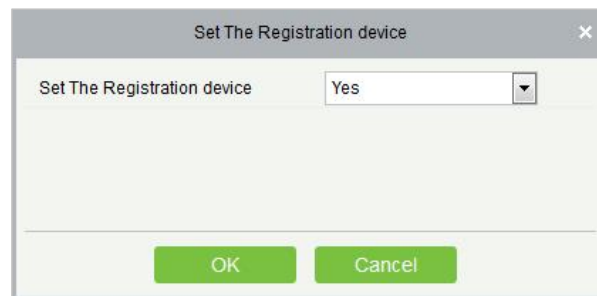 Set The Registration device
Set The Registration device Yes
OK Cancel